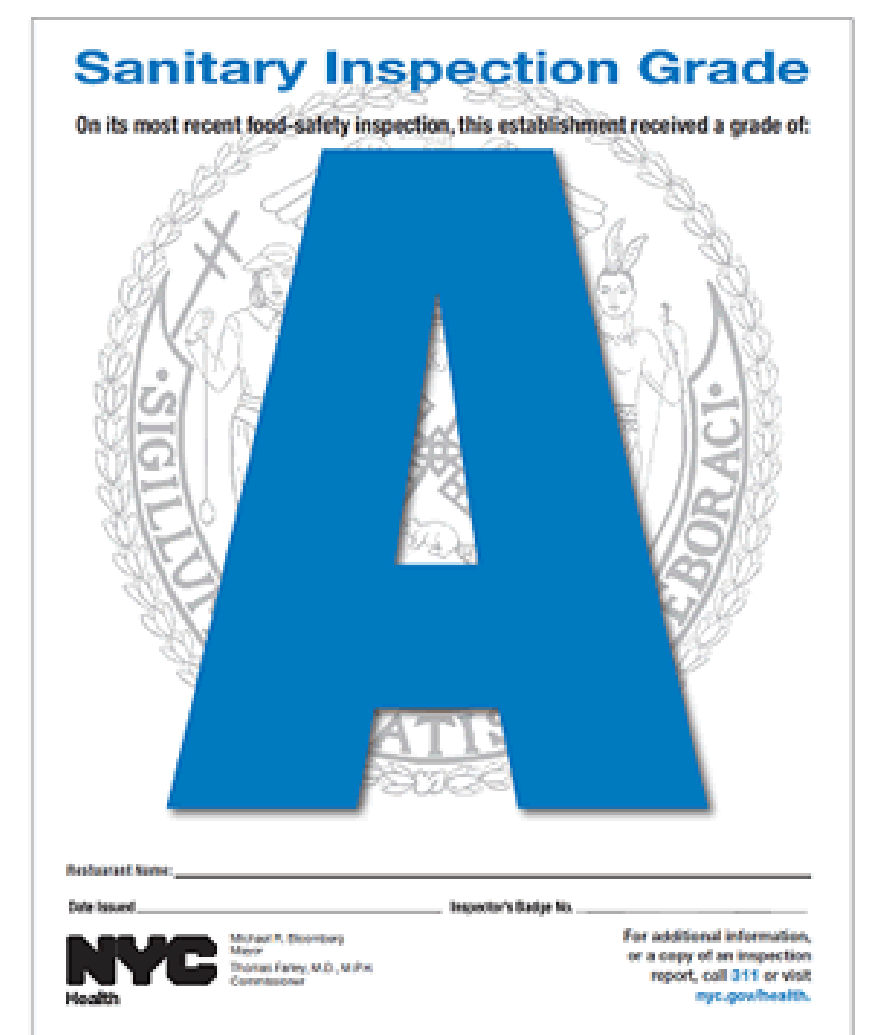 Sanitary Inspection Grade
On its most recent food-safety inspection, this establishment received a grade of:
A
·SIGILLU
EBORACI·
ATIS
Restaurant Name:
Date Issued
Inspector's Badge No.
NYC
Health
Michael R. Bloomberg
Mayor
Thomas Farley, M.D., M.P.H.
Commissioner
For additional information,
or a copy of an inspection
report, call 311 or visit
nyc.gov/health.